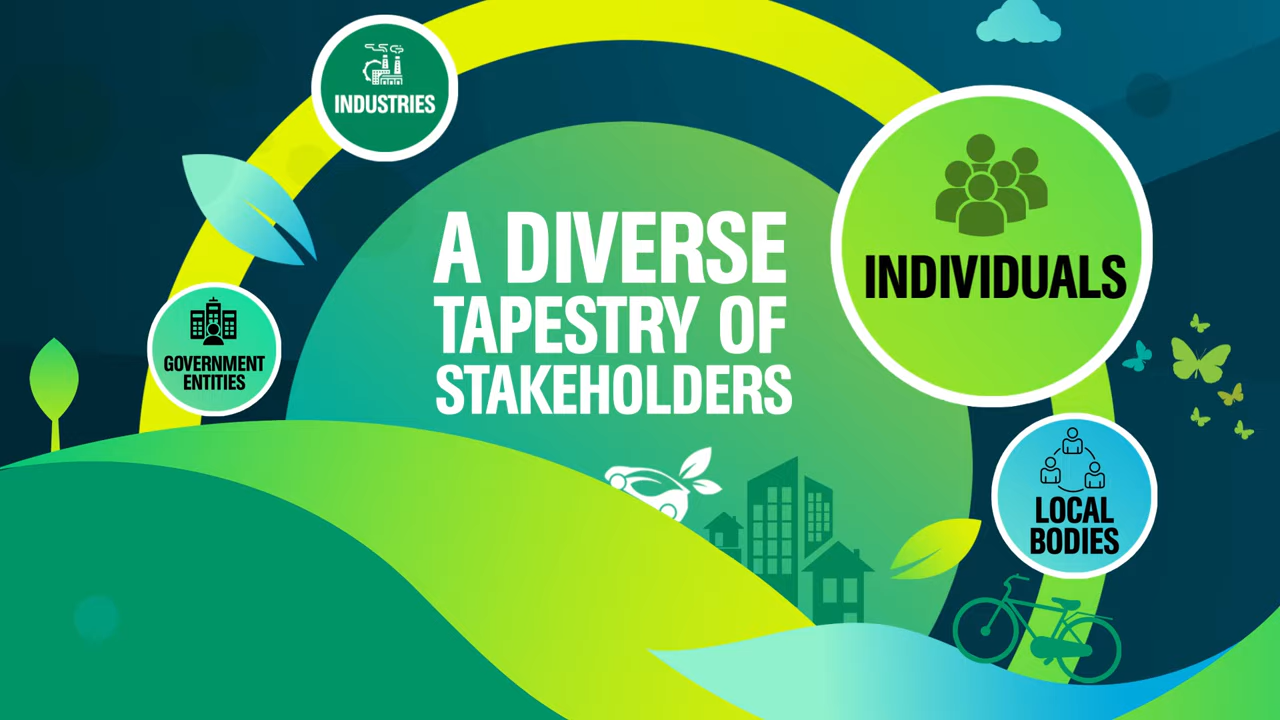 INDUSTRIES
INDIVIDUALS
A DIVERSE
TAPESTRY OF
STAKEHOLDERS
GOVERNMENT
ENTITIES
LOCAL
BODIES